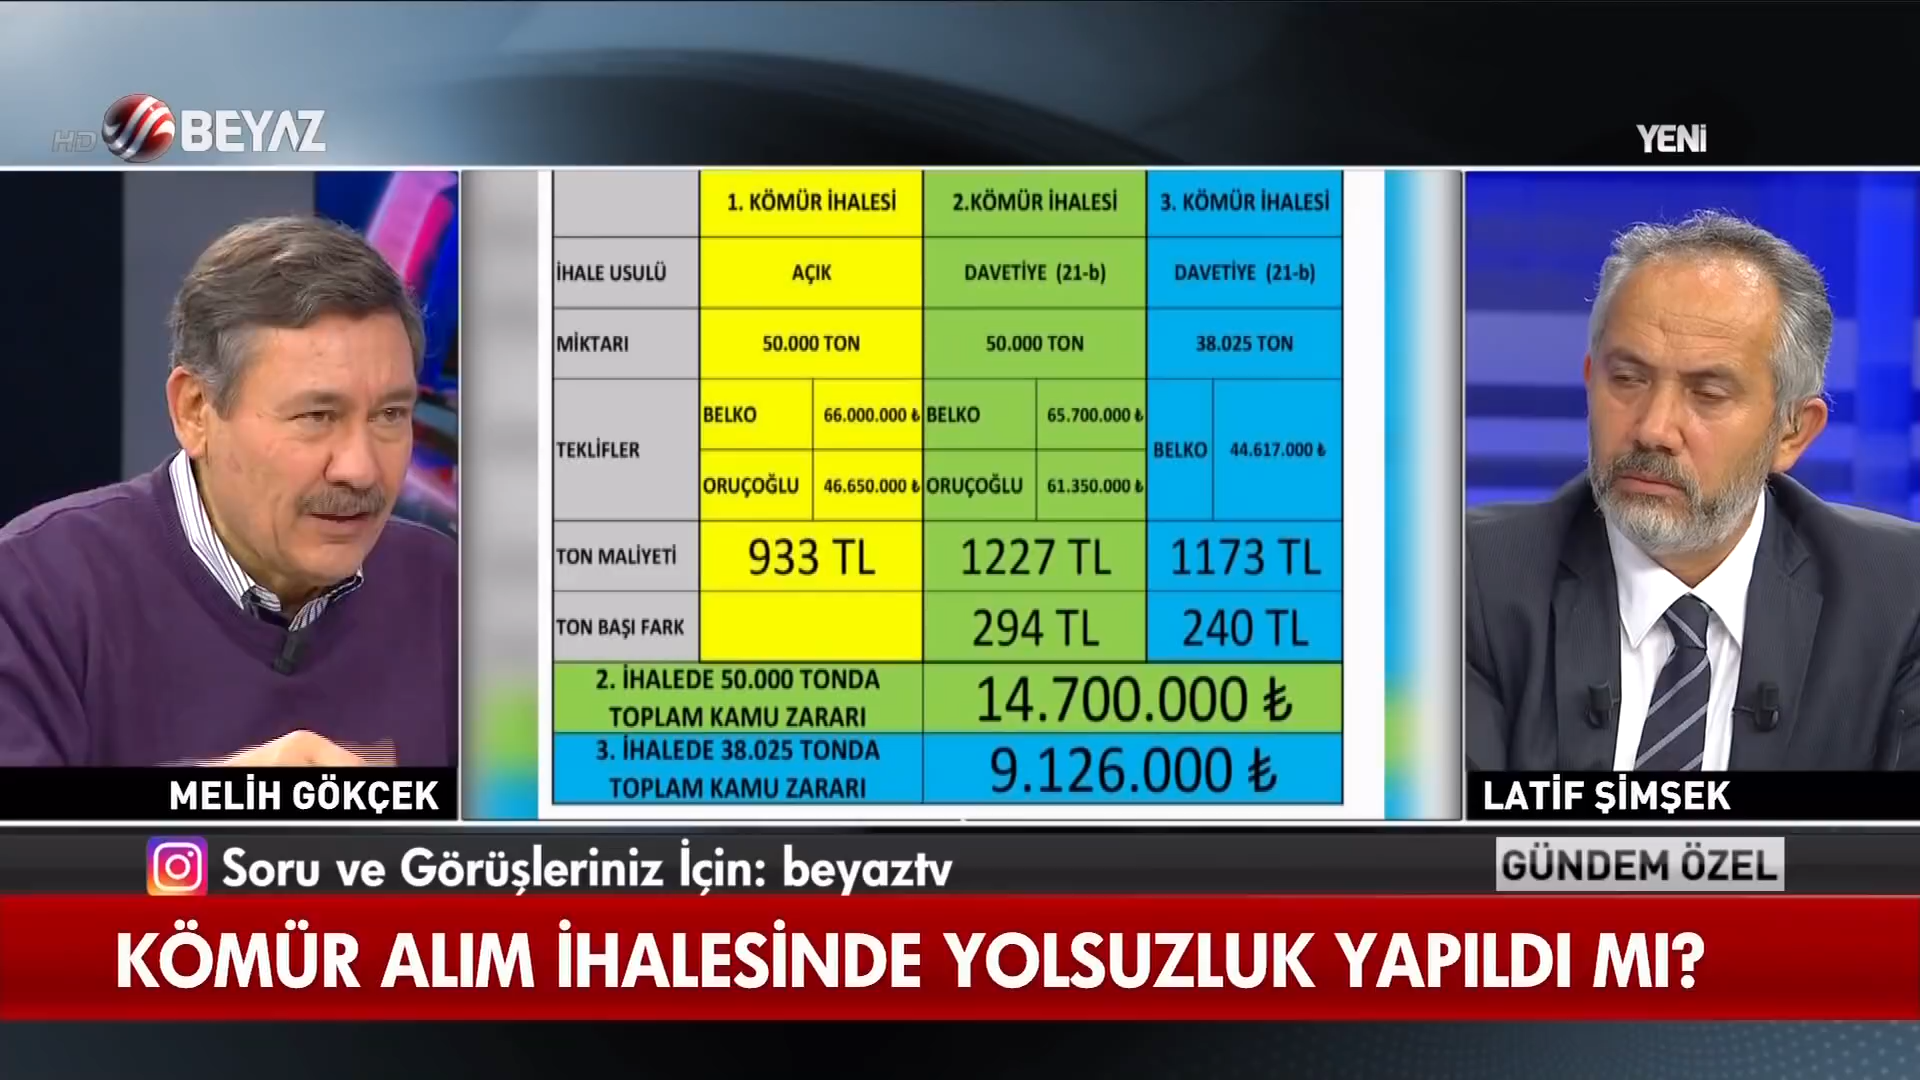 HD BEYAZ
YENİ
1. KÖMÜR İHALESİ 2.KÖMÜR İHALESİ 3. KÖMÜR İHALESİ
İHALE USULÜ AÇIK DAVETİYE (21-b) DAVETİYE (21-b)
MİKTARI 50.000 TON 50.000 TON 38.025 TON
TEKLİFLER
BELKO 66.000.000 ₺ BELKO 65.700.000 ₺
BELKO 44.617.000 ₺
ORUÇOĞLU 46.650.000 ₺ ORUÇOĞLU 61.350.000 ₺
TON MALİYETİ 933 TL 1227 TL 1173 TL
TON BAŞI FARK 294 TL 240 TL
2. İHALEDE 50.000 TONDA
TOPLAM KAMU ZARARI
14.700.000 ₺
3. İHALEDE 38.025 TONDA
TOPLAM KAMU ZARARI
9.126.000 ₺
MELİH GÖKÇEK
LATİF ŞİMŞEK
Soru ve Görüşleriniz İçin: beyaztv
GÜNDEM ÖZEL
KÖMÜR ALIM İHALESİNDE YOLSUZLUK YAPILDI MI?